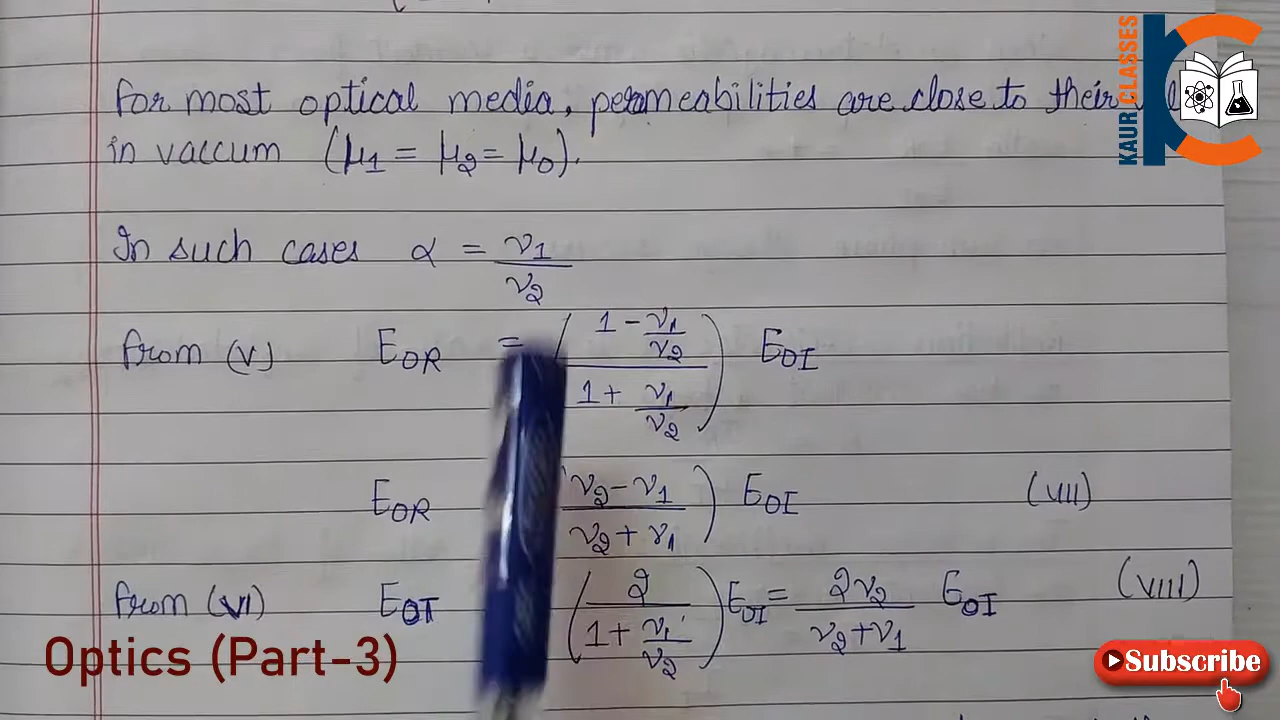 For most optical media, permeabilities are close to their
in vaccum (μ1 = μ2 = μ0).
In such cases α = v1/v2
from (V) EOR = ((1 - v1/v2)/(1 + v1/v2)) EOI
EOR ((v2 - v1)/(v2 + v1)) EOI (VII)
from (VI) EOT (2/(1 + v1/v2)) EOI = 2v2/(v2 + v1) EOI (VIII)
KAUR CLASSES
Optics (Part-3)
Subscribe